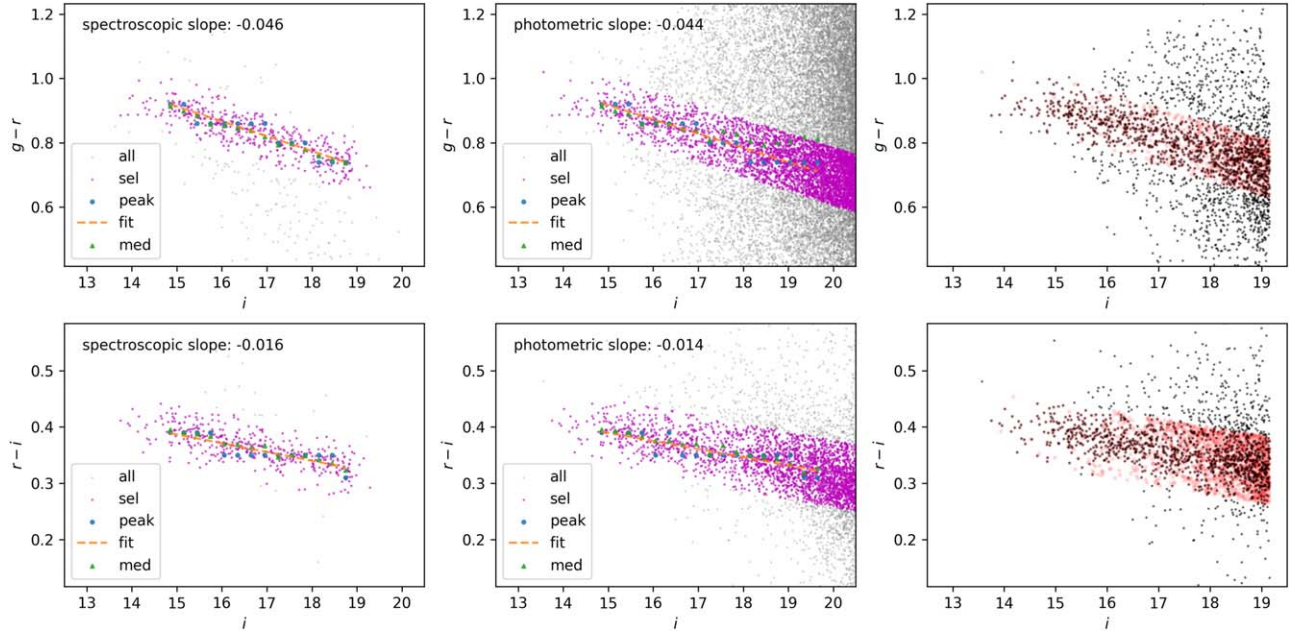 spectroscopic slope: -0.046
1.2
1.0
0.8
0.6
g − r
all
sel
peak
fit
med
13 14 15 16 17 18 19 20
i
photometric slope: -0.044
1.2
1.0
0.8
0.6
g − r
all
sel
peak
fit
med
13 14 15 16 17 18 19 20
i
1.2
1.0
0.8
0.6
g − r
13 14 15 16 17 18 19
i
spectroscopic slope: -0.016
0.5
0.4
0.3
0.2
r − i
all
sel
peak
fit
med
13 14 15 16 17 18 19 20
i
photometric slope: -0.014
0.5
0.4
0.3
0.2
r − i
all
sel
peak
fit
med
13 14 15 16 17 18 19 20
i
0.5
0.4
0.3
0.2
r − i
13 14 15 16 17 18 19
i